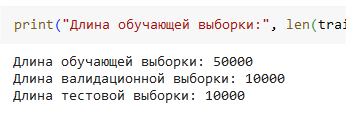 print("Длина обучающей выборки:", len(trai
Длина обучающей выборки: 50000
Длина валидационной выборки: 10000
Длина тестовой выборки: 10000